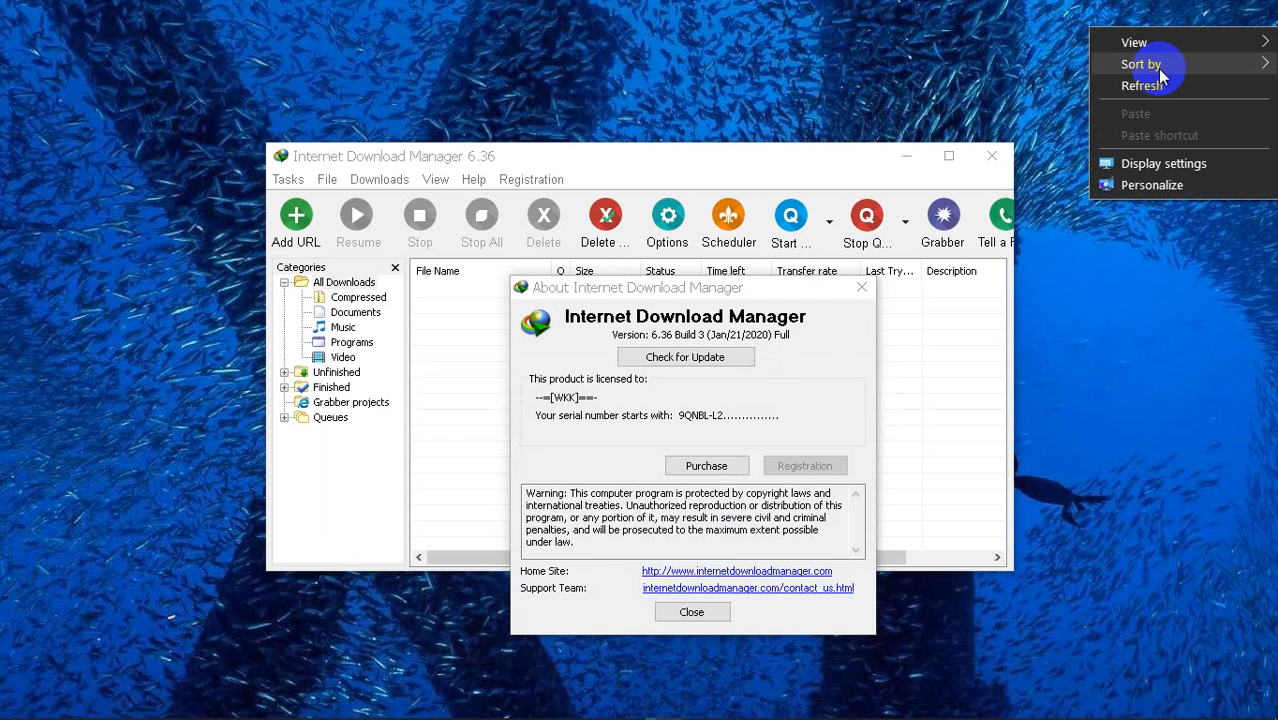 View
Sort by
Refresh
Paste
Paste shortcut
Display settings
Personalize
Internet Download Manager 6.36
Tasks File Downloads View Help Registration
Add URL Resume Stop Stop All Delete Delete ... Options Scheduler Start ... Stop Q... Grabber Tell a F
Categories
All Downloads
Compressed
Documents
Music
Programs
Video
Unfinished
Finished
Grabber projects
Queues
File Name Q Size Status Time left Transfer rate Last Try... Description
About Internet Download Manager
Internet Download Manager
Version: 6.36 Build 3 (Jan/21/2020) Full
Check for Update
This product is licensed to:
--=[WKK]==-
Your serial number starts with: 9QNBL-L2...............
Purchase Registration
Warning: This computer program is protected by copyright laws and
international treaties. Unauthorized reproduction or distribution of this
program, or any portion of it, may result in severe civil and criminal
penalties, and will be prosecuted to the maximum extent possible
under law.
Home Site: http://www.internetdownloadmanager.com
Support Team: internetdownloadmanager.com/contact_us.html
Close